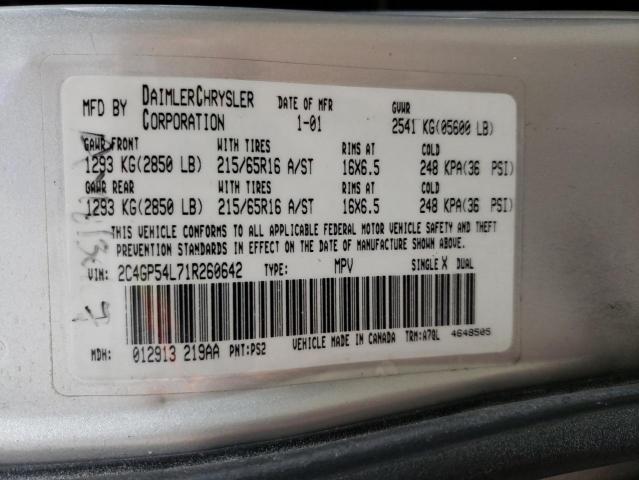 MFD BY DAIMLERCHRYSLER CORPORATION DATE OF MFR 1-01 GVWR 2541 KG(05600 LB)
GAWR FRONT WITH TIRES RIMS AT COLD
1293 KG(2850 LB) 215/65R16 A/ST 16X6.5 248 KPA(36 PSI)
GAWR REAR WITH TIRES RIMS AT COLD
1293 KG(2850 LB) 215/65R16 A/ST 16X6.5 248 KPA(36 PSI)
THIS VEHICLE CONFORMS TO ALL APPLICABLE FEDERAL MOTOR VEHICLE SAFETY AND THEFT
PREVENTION STANDARDS IN EFFECT ON THE DATE OF MANUFACTURE SHOWN ABOVE.
VIN: 2C4GP54L71R260642 TYPE: MPV SINGLE X DUAL
MDH: 012913 219AA PNT:PS2 VEHICLE MADE IN CANADA TRM:A7QL 4648505